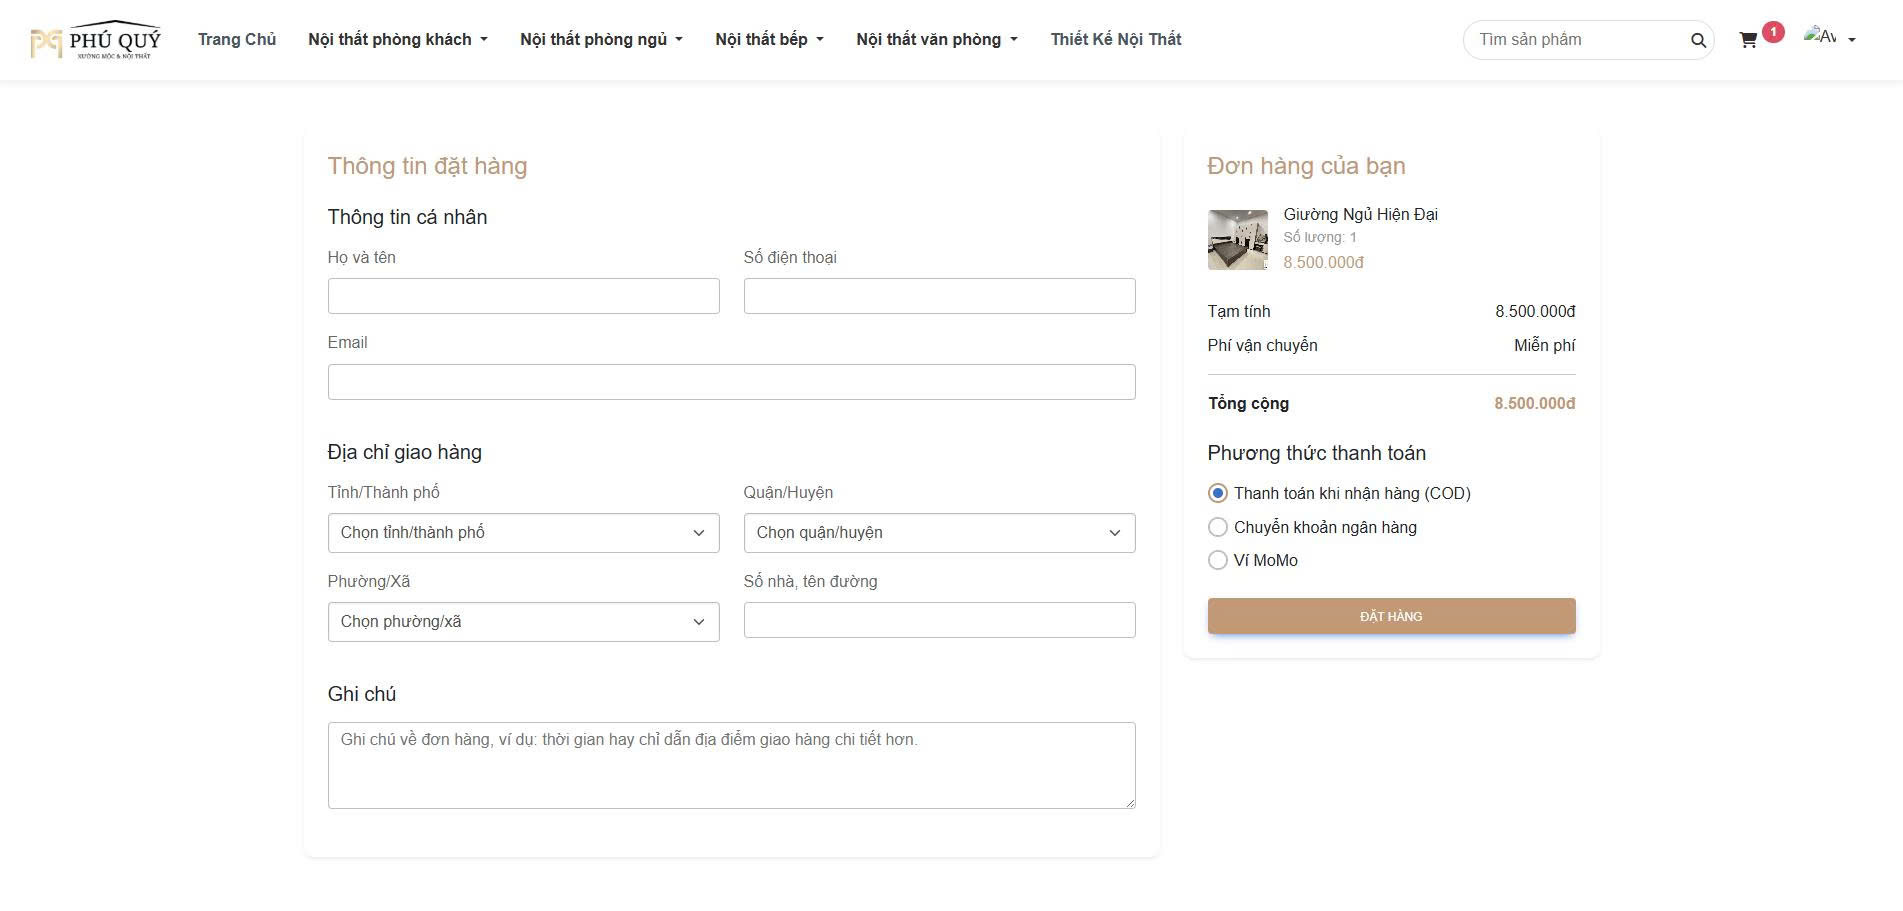 PHÚ QUÝ
XƯỞNG MỘC & NỘI THẤT
Trang Chủ
Nội thất phòng khách
Nội thất phòng ngủ
Nội thất bếp
Nội thất văn phòng
Thiết Kế Nội Thất
Tìm sản phẩm
1
Av
Thông tin đặt hàng
Thông tin cá nhân
Họ và tên
Số điện thoại
Email
Địa chỉ giao hàng
Tỉnh/Thành phố
Quận/Huyện
Chọn tỉnh/thành phố
Chọn quận/huyện
Phường/Xã
Số nhà, tên đường
Chọn phường/xã
Ghi chú
Ghi chú về đơn hàng, ví dụ: thời gian hay chỉ dẫn địa điểm giao hàng chi tiết hơn.
Đơn hàng của bạn
Giường Ngủ Hiện Đại
Số lượng: 1
8.500.000đ
Tạm tính 8.500.000đ
Phí vận chuyển Miễn phí
Tổng cộng 8.500.000đ
Phương thức thanh toán
Thanh toán khi nhận hàng (COD)
Chuyển khoản ngân hàng
Ví MoMo
ĐẶT HÀNG